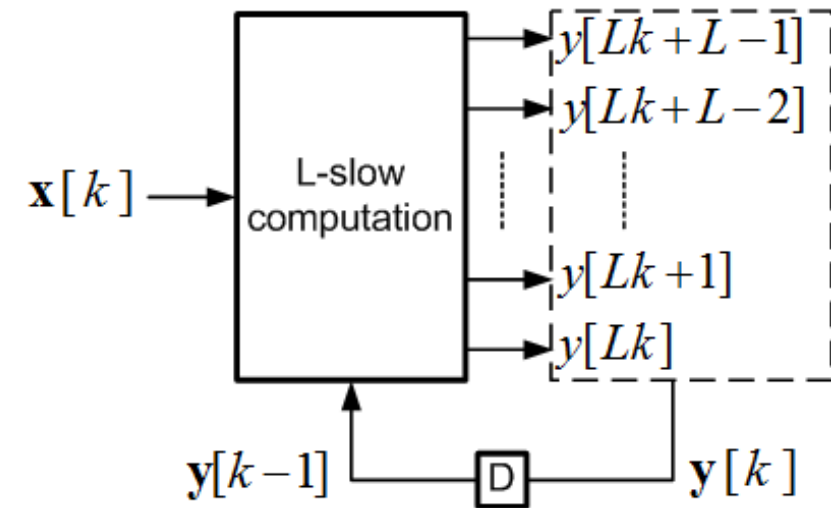 y[Lk+L−1]
y[Lk+L−2]
x[k]
L-slow
computation
y[Lk+1]
y[Lk]
y[k−1]
D
y[k]